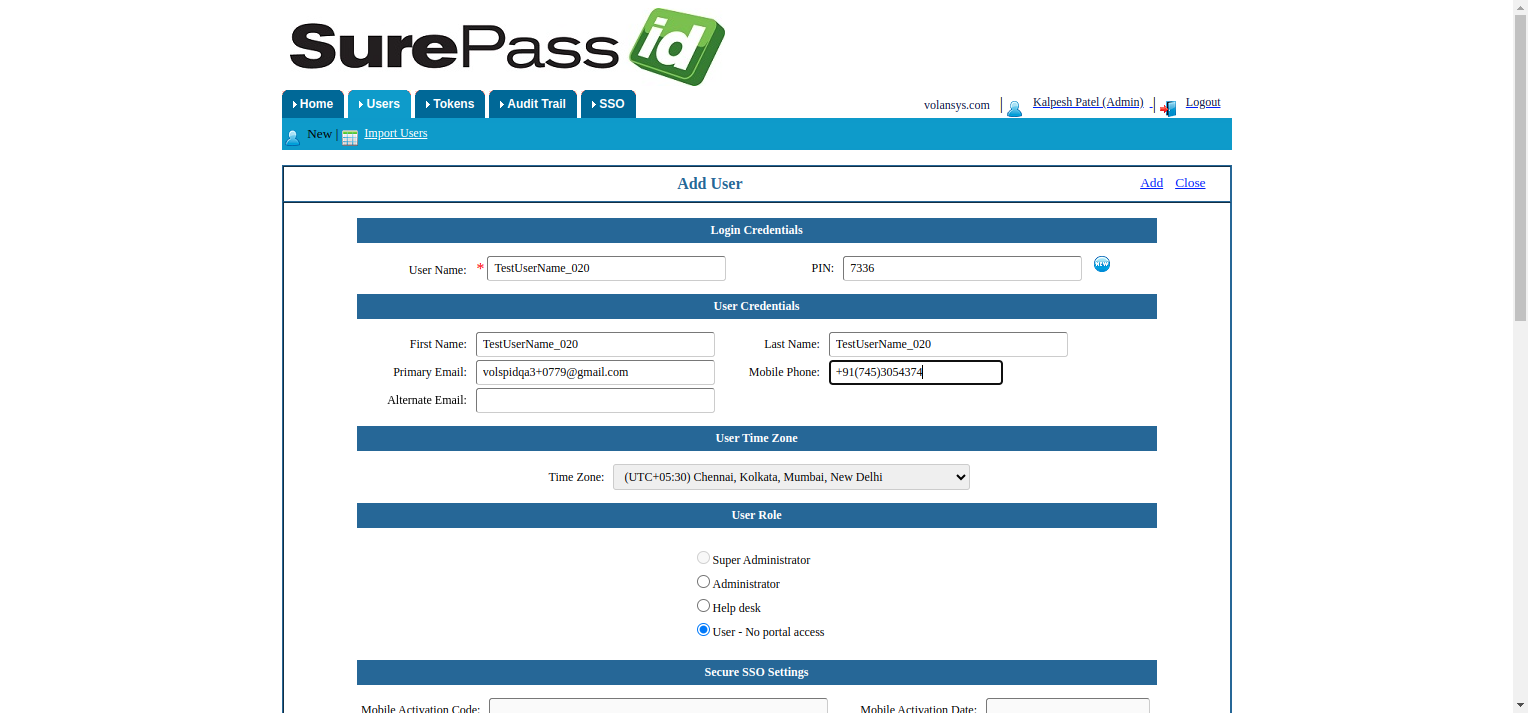 SurePass id
Home Users Tokens Audit Trail SSO volansys.com Kalpesh Patel (Admin) - Logout
New | Import Users
Add User Add Close
Login Credentials
User Name: * TestUserName_020 PIN: 7336 NEW
User Credentials
First Name: TestUserName_020 Last Name: TestUserName_020
Primary Email: volspidqa3+0779@gmail.com Mobile Phone: +91(745)3054374
Alternate Email:
User Time Zone
Time Zone: (UTC+05:30) Chennai, Kolkata, Mumbai, New Delhi
User Role
Super Administrator
Administrator
Help desk
User - No portal access
Secure SSO Settings
Mobile Activation Code: Mobile Activation Date: